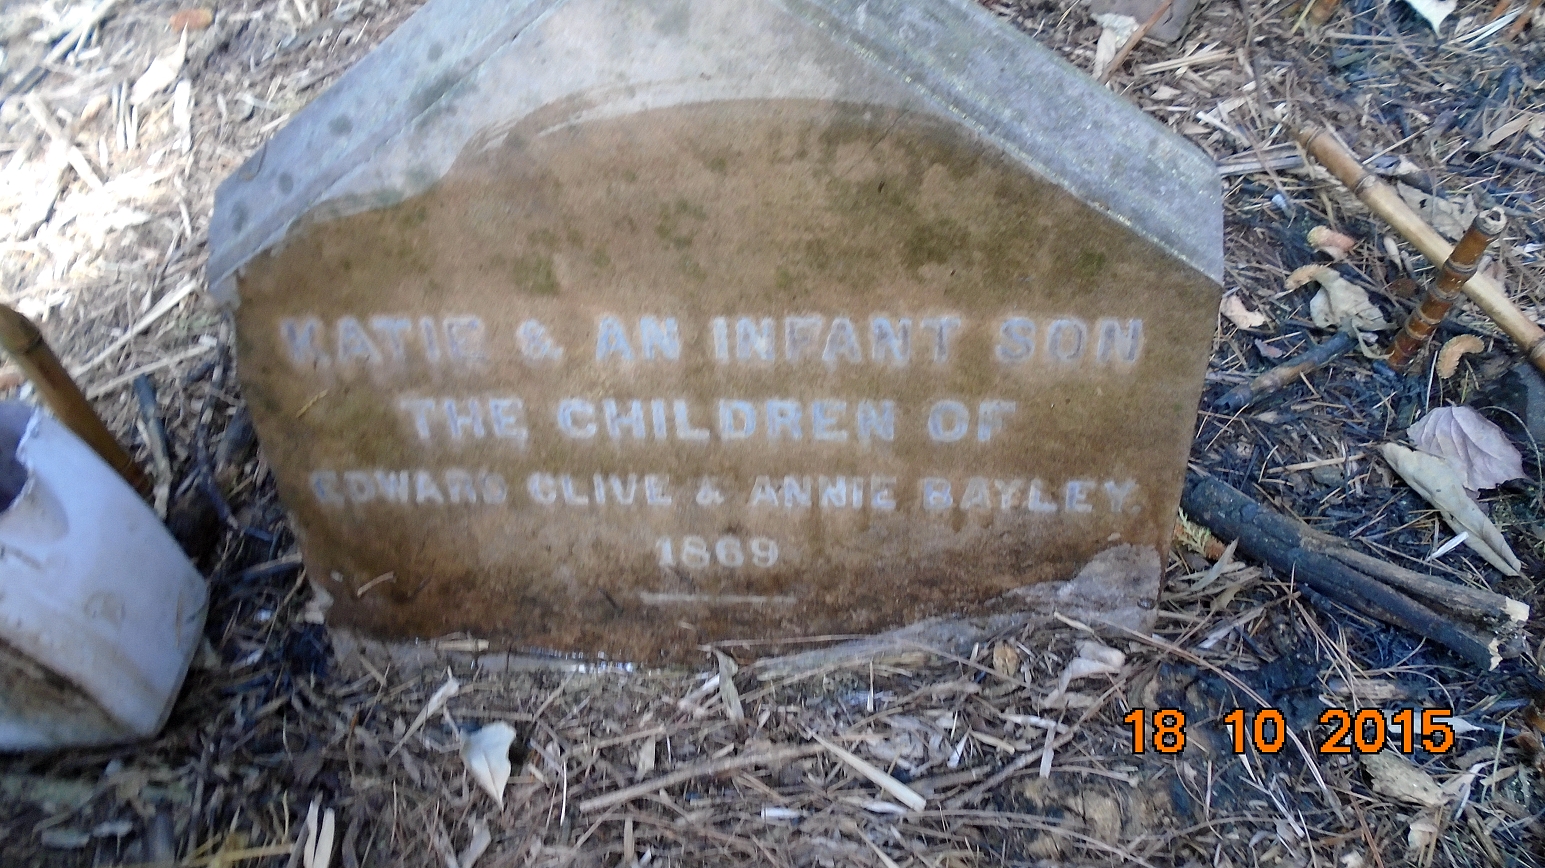 KATIE & AN INFANT SON
THE CHILDREN OF
EDWARD CLIVE & ANNIE BAYLEY.
1869
18 10 2015